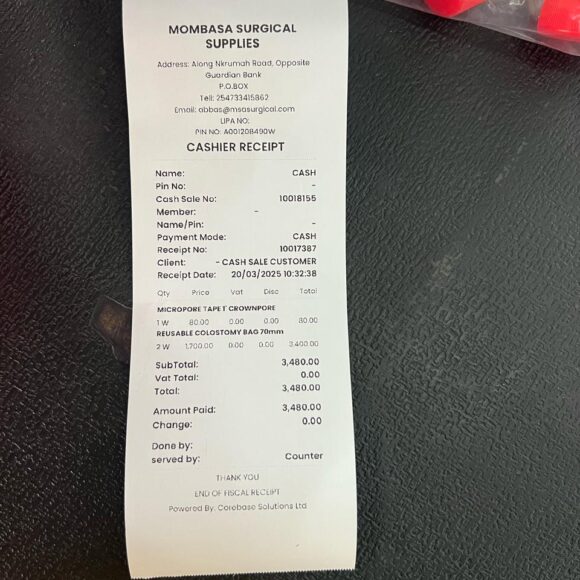 MOMBASA SURGICAL
SUPPLIES
Address: Along Nkrumah Road, Opposite
Guardian Bank
P.O.BOX
Tell: 254733415862
Email: abbas@msasurgical.com
LIPA NO:
PIN NO: A001208490W
CASHIER RECEIPT
Name: CASH
Pin No: -
Cash Sale No: 10018155
Member: -
Name/Pin: -
Payment Mode: CASH
Receipt No: 10017387
Client: - CASH SALE CUSTOMER
Receipt Date: 20/03/2025 10:32:38
Qty Price Vat Disc Total
MICROPORE TAPE 1' CROWNPORE
1 W 80.00 0.00 0.00 80.00
REUSABLE COLOSTOMY BAG 70mm
2 W 1,700.00 0.00 0.00 3,400.00
SubTotal: 3,480.00
Vat Total: 0.00
Total: 3,480.00
Amount Paid: 3,480.00
Change: 0.00
Done by:
served by: Counter
THANK YOU
END OF FISCAL RECEIPT
Powered By: Corebase Solutions Ltd